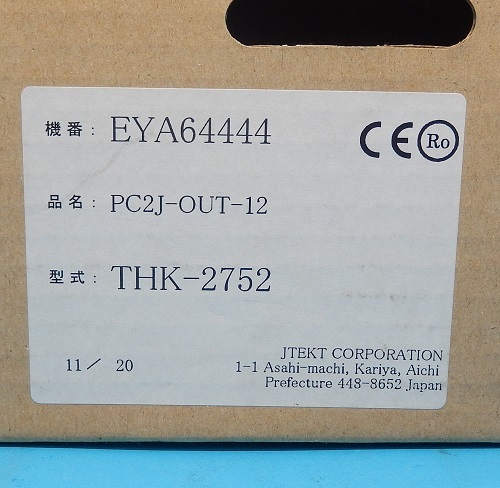 機番： EYA64444
CE Ro
品名： PC2J-OUT-12
型式： THK-2752
11／ 20
JTEKT CORPORATION
1-1 Asahi-machi, Kariya, Aichi
Prefecture 448-8652 Japan